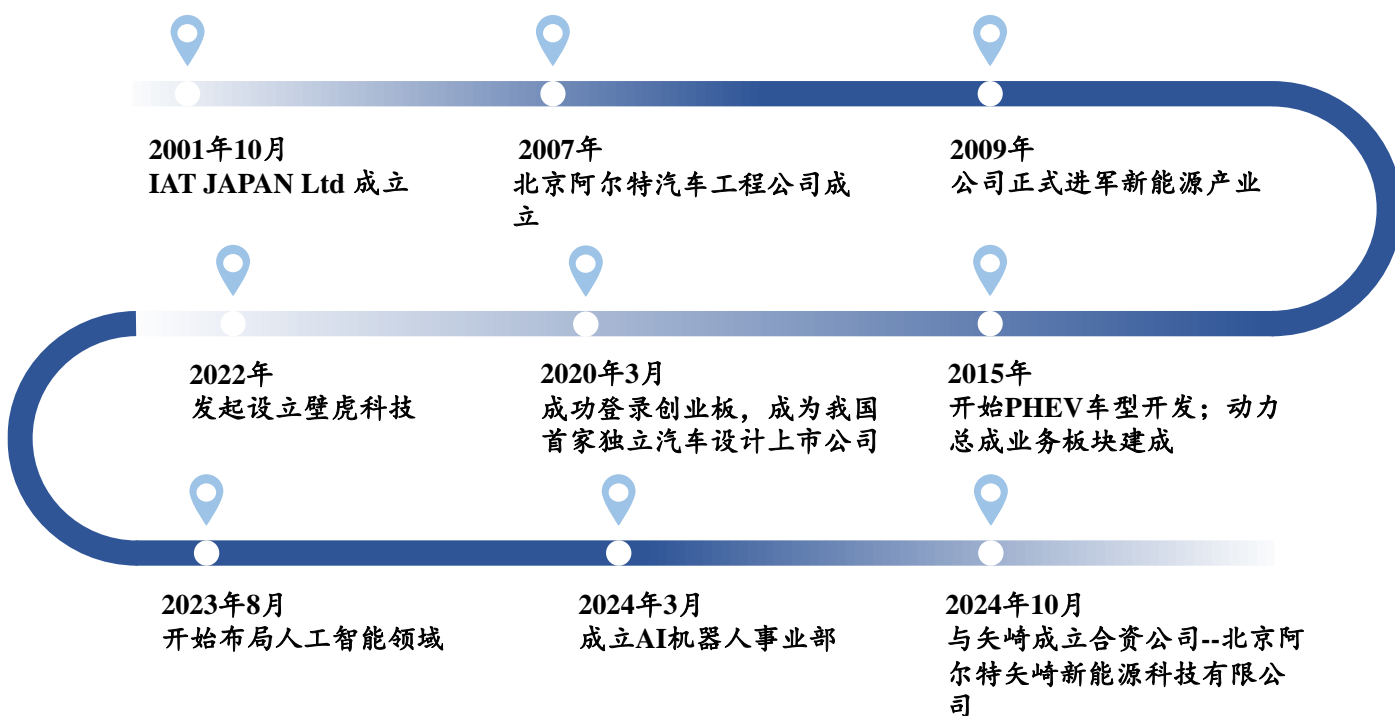 2001年10月
IAT JAPAN Ltd 成立
2007年
北京阿尔特汽车工程公司成
立
2009年
公司正式进军新能源产业
2022年
发起设立壁虎科技
2020年3月
成功登录创业板，成为我国
首家独立汽车设计上市公司
2015年
开始PHEV车型开发；动力
总成业务板块建成
2023年8月
开始布局人工智能领域
2024年3月
成立AI机器人事业部
2024年10月
与矢崎成立合资公司--北京阿
尔特矢崎新能源科技有限公
司